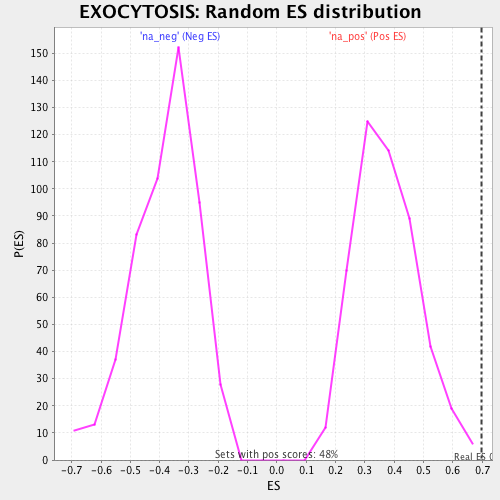 EXOCYTOSIS: Random ES distribution
'na_neg' (Neg ES) 'na_pos' (Pos ES)
150
140
130
120
110
100
90
80
70
60
50
40
30
20
10
0
P(ES)
Sets with pos scores: 48%
Real ES 0
-0.7 -0.6 -0.5 -0.4 -0.3 -0.2 -0.1 0.0 0.1 0.2 0.3 0.4 0.5 0.6 0.7
ES